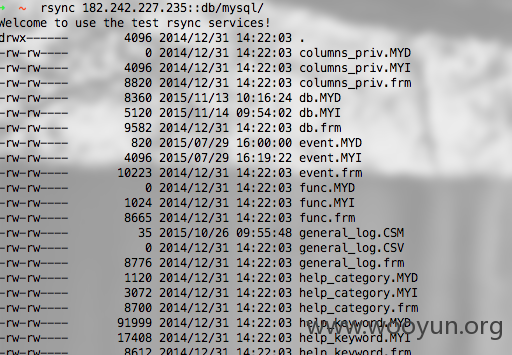 → ~ rsync 182.242.227.235::db/mysql/
Welcome to use the test rsync services!
drwx------ 4096 2014/12/31 14:22:03 .
-rw-rw---- 0 2014/12/31 14:22:03 columns_priv.MYD
-rw-rw---- 4096 2014/12/31 14:22:03 columns_priv.MYI
-rw-rw---- 8820 2014/12/31 14:22:03 columns_priv.frm
-rw-rw---- 8360 2015/11/13 10:16:24 db.MYD
-rw-rw---- 5120 2015/11/14 09:54:02 db.MYI
-rw-rw---- 9582 2014/12/31 14:22:03 db.frm
-rw-rw---- 820 2015/07/29 16:00:00 event.MYD
-rw-rw---- 4096 2015/07/29 16:19:22 event.MYI
-rw-rw---- 10223 2014/12/31 14:22:03 event.frm
-rw-rw---- 0 2014/12/31 14:22:03 func.MYD
-rw-rw---- 1024 2014/12/31 14:22:03 func.MYI
-rw-rw---- 8665 2014/12/31 14:22:03 func.frm
-rw-rw---- 35 2015/10/26 09:55:48 general_log.CSM
-rw-rw---- 0 2014/12/31 14:22:03 general_log.CSV
-rw-rw---- 8776 2014/12/31 14:22:03 general_log.frm
-rw-rw---- 1120 2014/12/31 14:22:03 help_category.MYD
-rw-rw---- 3072 2014/12/31 14:22:03 help_category.MYI
-rw-rw---- 8700 2014/12/31 14:22:03 help_category.frm
-rw-rw---- 91999 2014/12/31 14:22:03 help_keyword.MYD
-rw-rw---- 17408 2014/12/31 14:22:03 help_keyword.MYI
-rw-rw---- 8612 2014/12/31 14:22:03 help_keyword.frm
www.wooyun.org